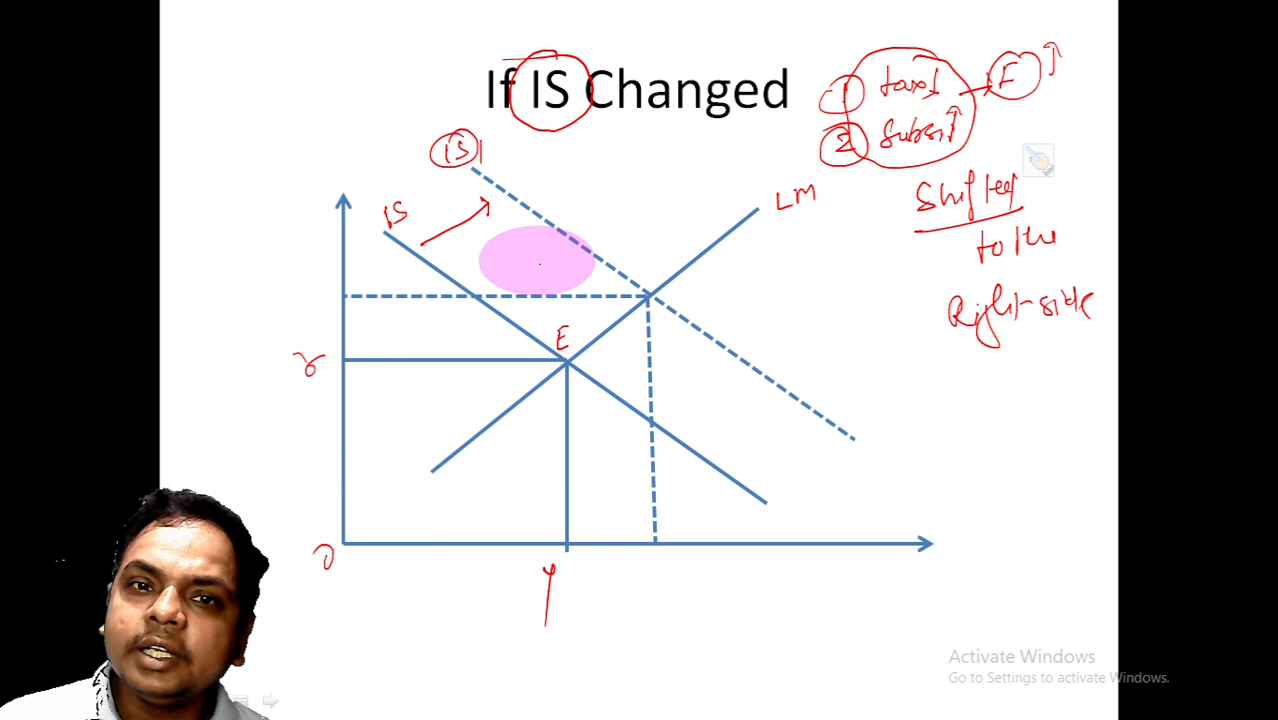 If IS Changed
1 tax↓ → E ↑
2 Subsi↑
Shifted
to the
Right-side
IS1
IS
LM
E
r
O
Y
Activate Windows
Go to Settings to activate Windows.